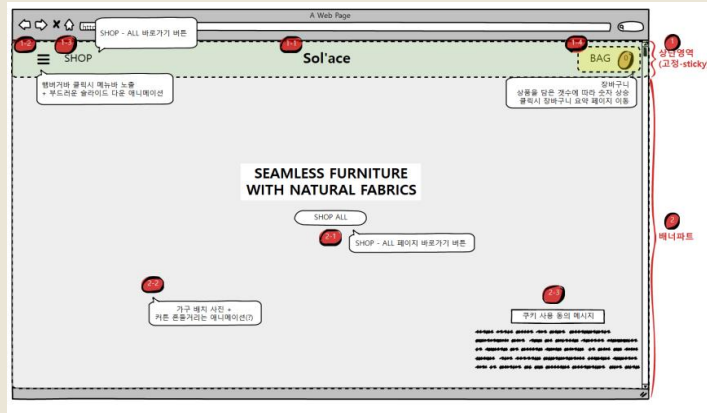 A Web Page
http
SHOP - ALL 바로가기 버튼
1-2
1-3
1-1
1-4
1
SHOP
Sol'ace
BAG
0
상단영역
(고정-sticky
햄버거바 클릭시 메뉴바 노출
+ 부드러운 슬라이드 다운 애니메이션
장바구니
상품을 담은 갯수에 따라 숫자 상승
클릭시 장바구니 요약 페이지 이동
SEAMLESS FURNITURE
WITH NATURAL FABRICS
SHOP ALL
2
배너파트
2-1
SHOP - ALL 페이지 바로가기 버튼
2-2
2-3
가구 배치 사진 +
커튼 흔들거리는 애니메이션(?)
쿠키 사용 동의 메시지